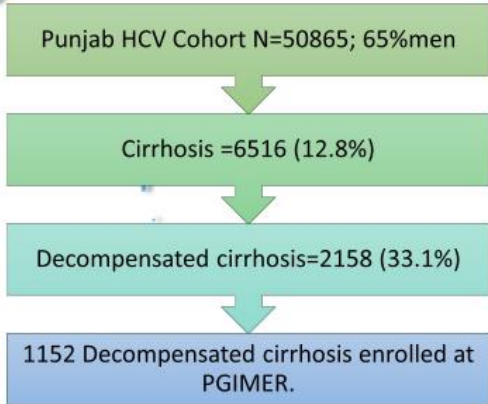 Punjab HCV Cohort N=50865; 65%men
Cirrhosis =6516 (12.8%)
Decompensated cirrhosis=2158 (33.1%)
1152 Decompensated cirrhosis enrolled at
PGIMER.